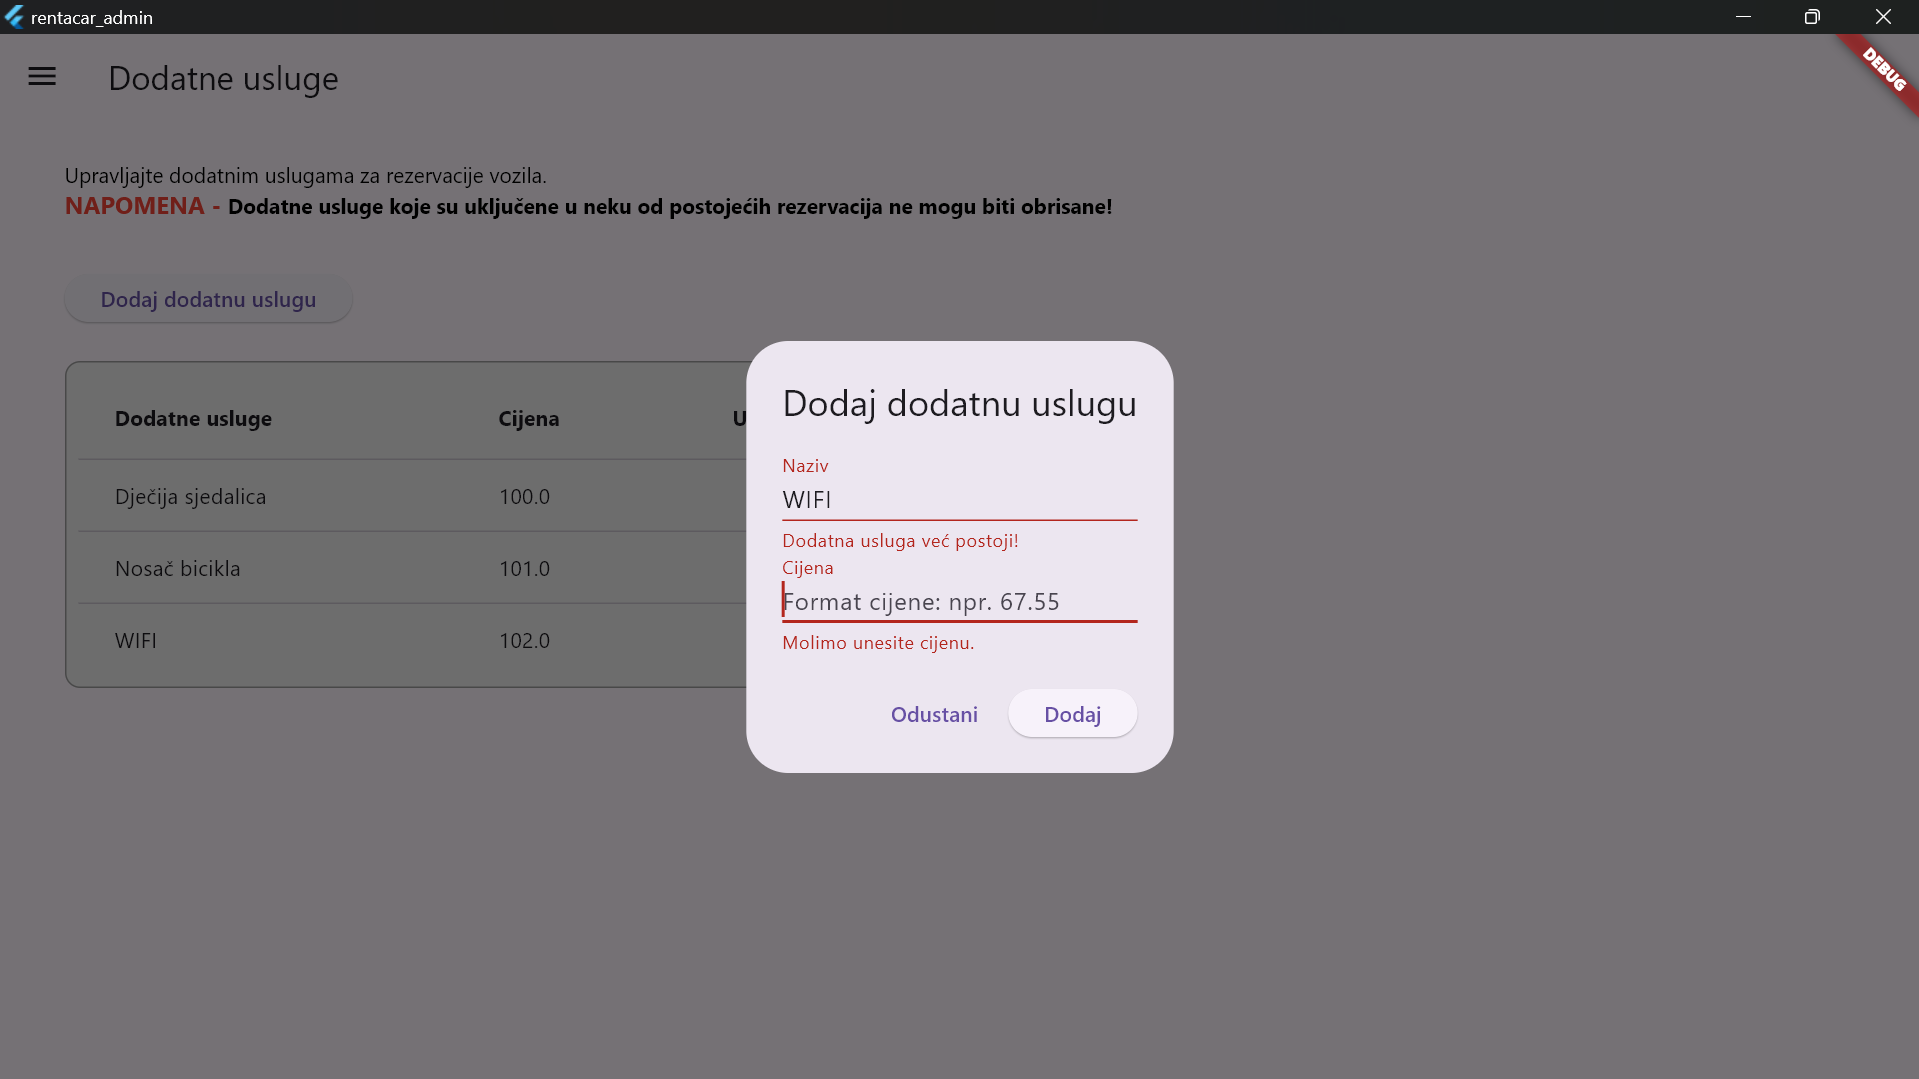 rentacar_admin
DEBUG
Dodatne usluge
Upravljajte dodatnim uslugama za rezervacije vozila.
NAPOMENA - Dodatne usluge koje su uključene u neku od postojećih rezervacija ne mogu biti obrisane!
Dodaj dodatnu uslugu
Dodatne usluge Cijena U
Dječija sjedalica 100.0
Nosač bicikla 101.0
WIFI 102.0
Dodaj dodatnu uslugu
Naziv
WIFI
Dodatna usluga već postoji!
Cijena
Format cijene: npr. 67.55
Molimo unesite cijenu.
Odustani Dodaj